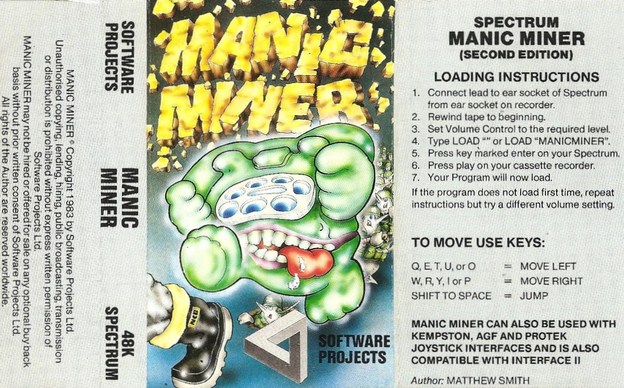 MANIC MINER © Copyright 1983 by Software Projects Ltd.
Unauthorised copying, lending, hiring, public broadcasting, transmission
or distribution is prohibited without express written permission of
Software Projects Ltd.
MANIC MINER may not be hired or offered for sale on any optional buy back
basis without prior written consent of Software Projects Ltd.
All rights of the Author are reserved worldwide.
SOFTWARE
PROJECTS
MANIC
MINER
48K
SPECTRUM
MANIC
MINER
SOFTWARE
PROJECTS
SPECTRUM
MANIC MINER
(SECOND EDITION)
LOADING INSTRUCTIONS
1. Connect lead to ear socket of Spectrum
from ear socket on recorder.
2. Rewind tape to beginning.
3. Set Volume Control to the required level.
4. Type LOAD "" or LOAD "MANICMINER".
5. Press key marked enter on your Spectrum.
6. Press play on your cassette recorder.
7. Your Program will now load.
If the program does not load first time, repeat
instructions but try a different volume setting.
TO MOVE USE KEYS:
Q, E, T, U, or O = MOVE LEFT
W, R, Y, I or P = MOVE RIGHT
SHIFT TO SPACE = JUMP
MANIC MINER CAN ALSO BE USED WITH
KEMPSTON, AGF AND PROTEK
JOYSTICK INTERFACES AND IS ALSO
COMPATIBLE WITH INTERFACE II
Author: MATTHEW SMITH